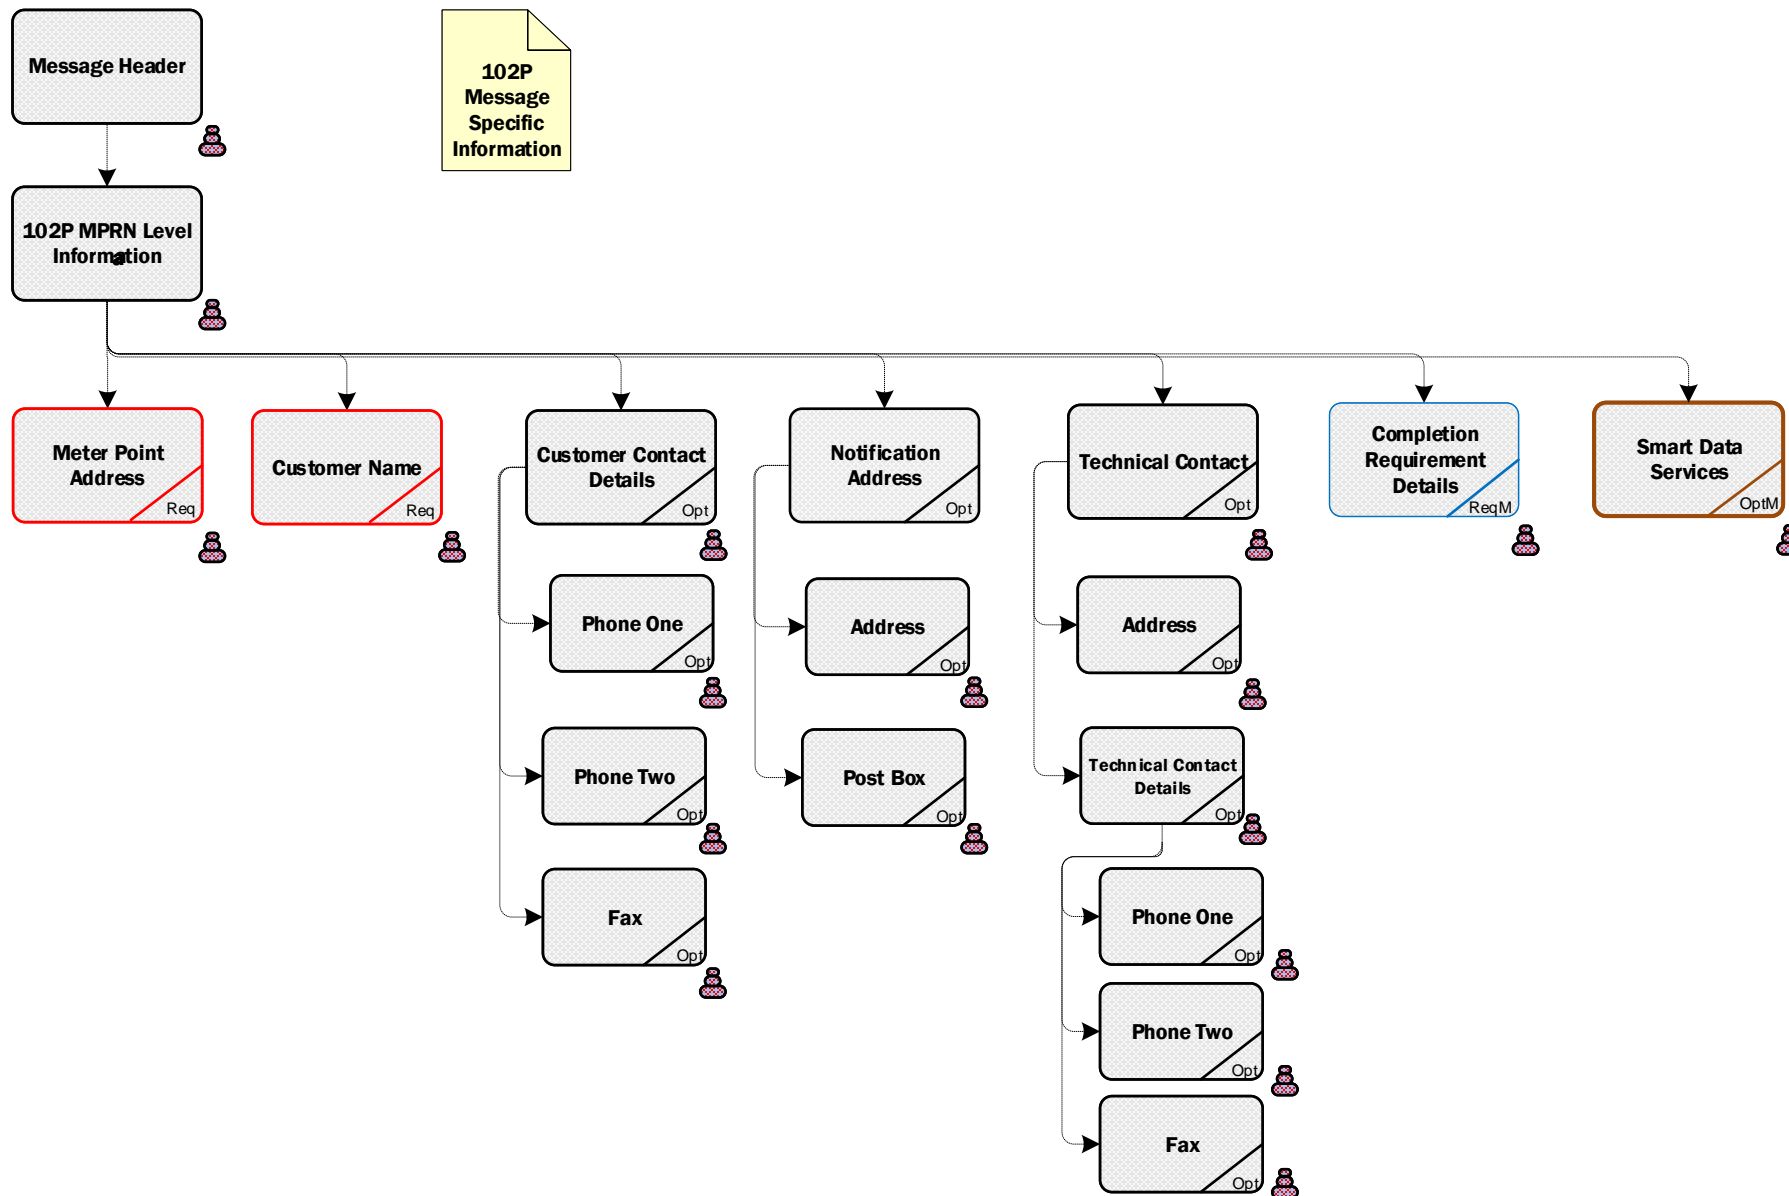 Message Header
102P
Message
Specific
Information
102P MPRN Level
Information
Meter Point
Address
Req
Customer Name
Req
Customer Contact
Details
Opt
Notification
Address
Opt
Technical Contact
Opt
Completion
Requirement
Details
ReqM
Smart Data
Services
OptM
Phone One
Opt
Address
Opt
Address
Opt
Phone Two
Opt
Post Box
Opt
Technical Contact
Details
Opt
Fax
Opt
Phone One
Opt
Phone Two
Opt
Fax
Opt